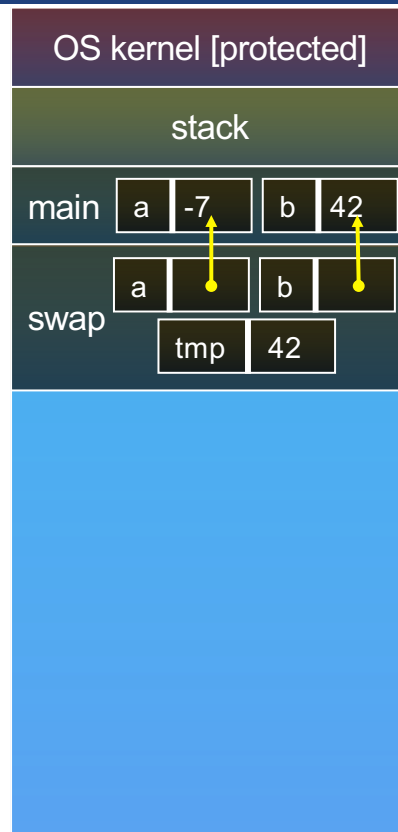 OS kernel [protected]
stack
main a -7 b 42
a b
swap
tmp 42